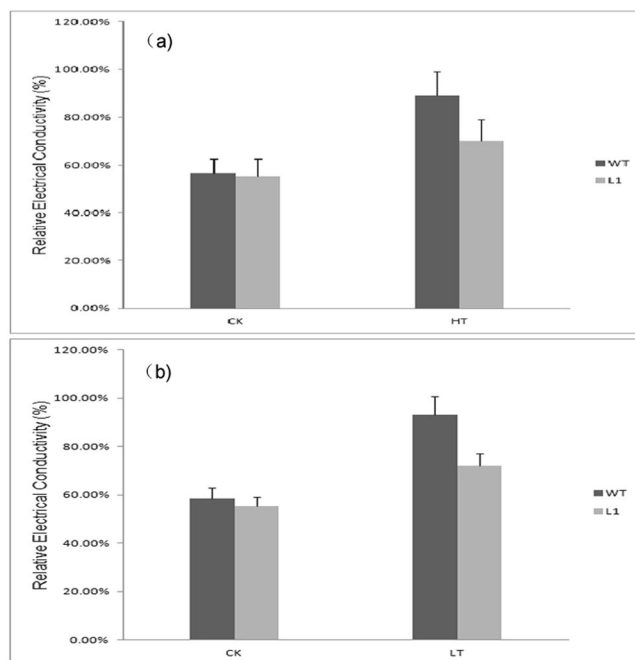 (a)
Relative Electrical Conductivity (%)
120.00%
100.00%
80.00%
60.00%
40.00%
20.00%
0.00%
CK
HT
WT
L1
(b)
Relative Electrical Conductivity (%)
120.00%
100.00%
80.00%
60.00%
40.00%
20.00%
0.00%
CK
LT
WT
L1